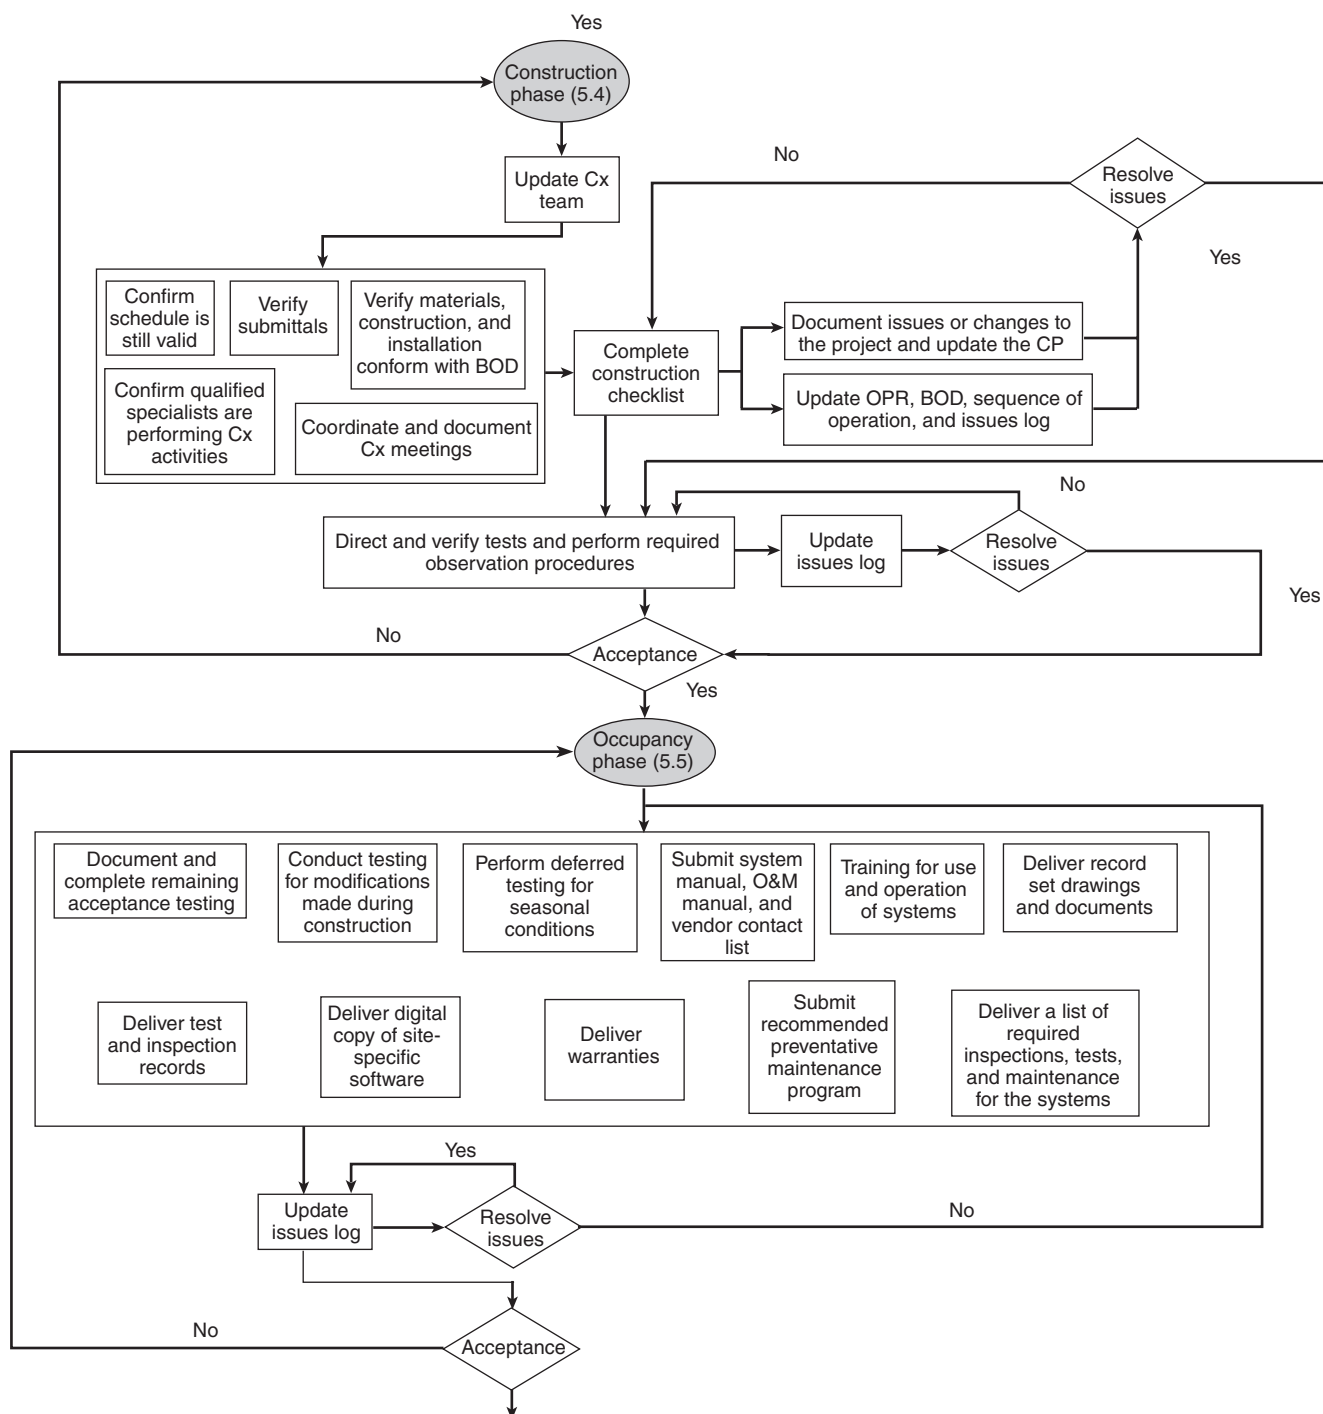 Yes
Construction
phase (5.4)
Update Cx
team
No
Resolve
issues
Yes
Confirm
schedule is
still valid
Verify
submittals
Verify materials,
construction, and
installation
conform with BOD
Confirm qualified
specialists are
performing Cx
activities
Coordinate and document
Cx meetings
Complete
construction
checklist
Document issues or changes to
the project and update the CP
Update OPR, BOD, sequence of
operation, and issues log
Direct and verify tests and perform required
observation procedures
Update
issues log
No
Resolve
issues
Yes
No
Acceptance
Yes
Occupancy
phase (5.5)
Document and
complete remaining
acceptance testing
Conduct testing
for modifications
made during
construction
Perform deferred
testing for
seasonal
conditions
Submit system
manual, O&M
manual, and
vendor contact
list
Training for use
and operation
of systems
Deliver record
set drawings
and documents
Deliver test
and inspection
records
Deliver digital
copy of site-
specific
software
Deliver
warranties
Submit
recommended
preventative
maintenance
program
Deliver a list of
required
inspections, tests,
and maintenance
for the systems
Yes
Update
issues log
Resolve
issues
No
No
Acceptance